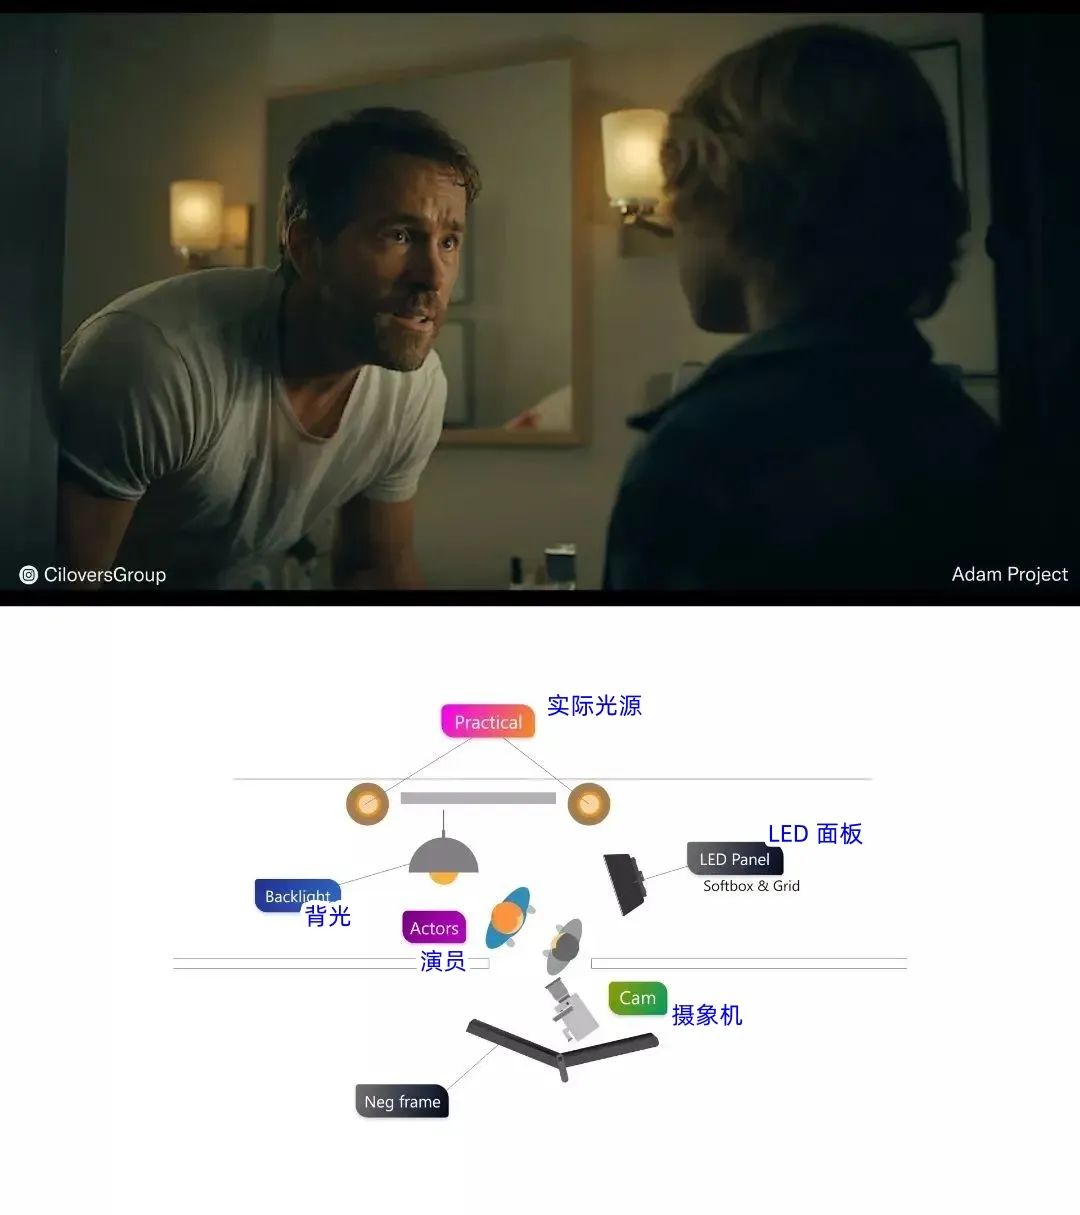 CiloversGroup
Adam Project
Practical
实际光源
LED 面板
LED Panel
Softbox & Grid
Backlight
背光
Actors
演员
Cam
摄象机
Neg frame